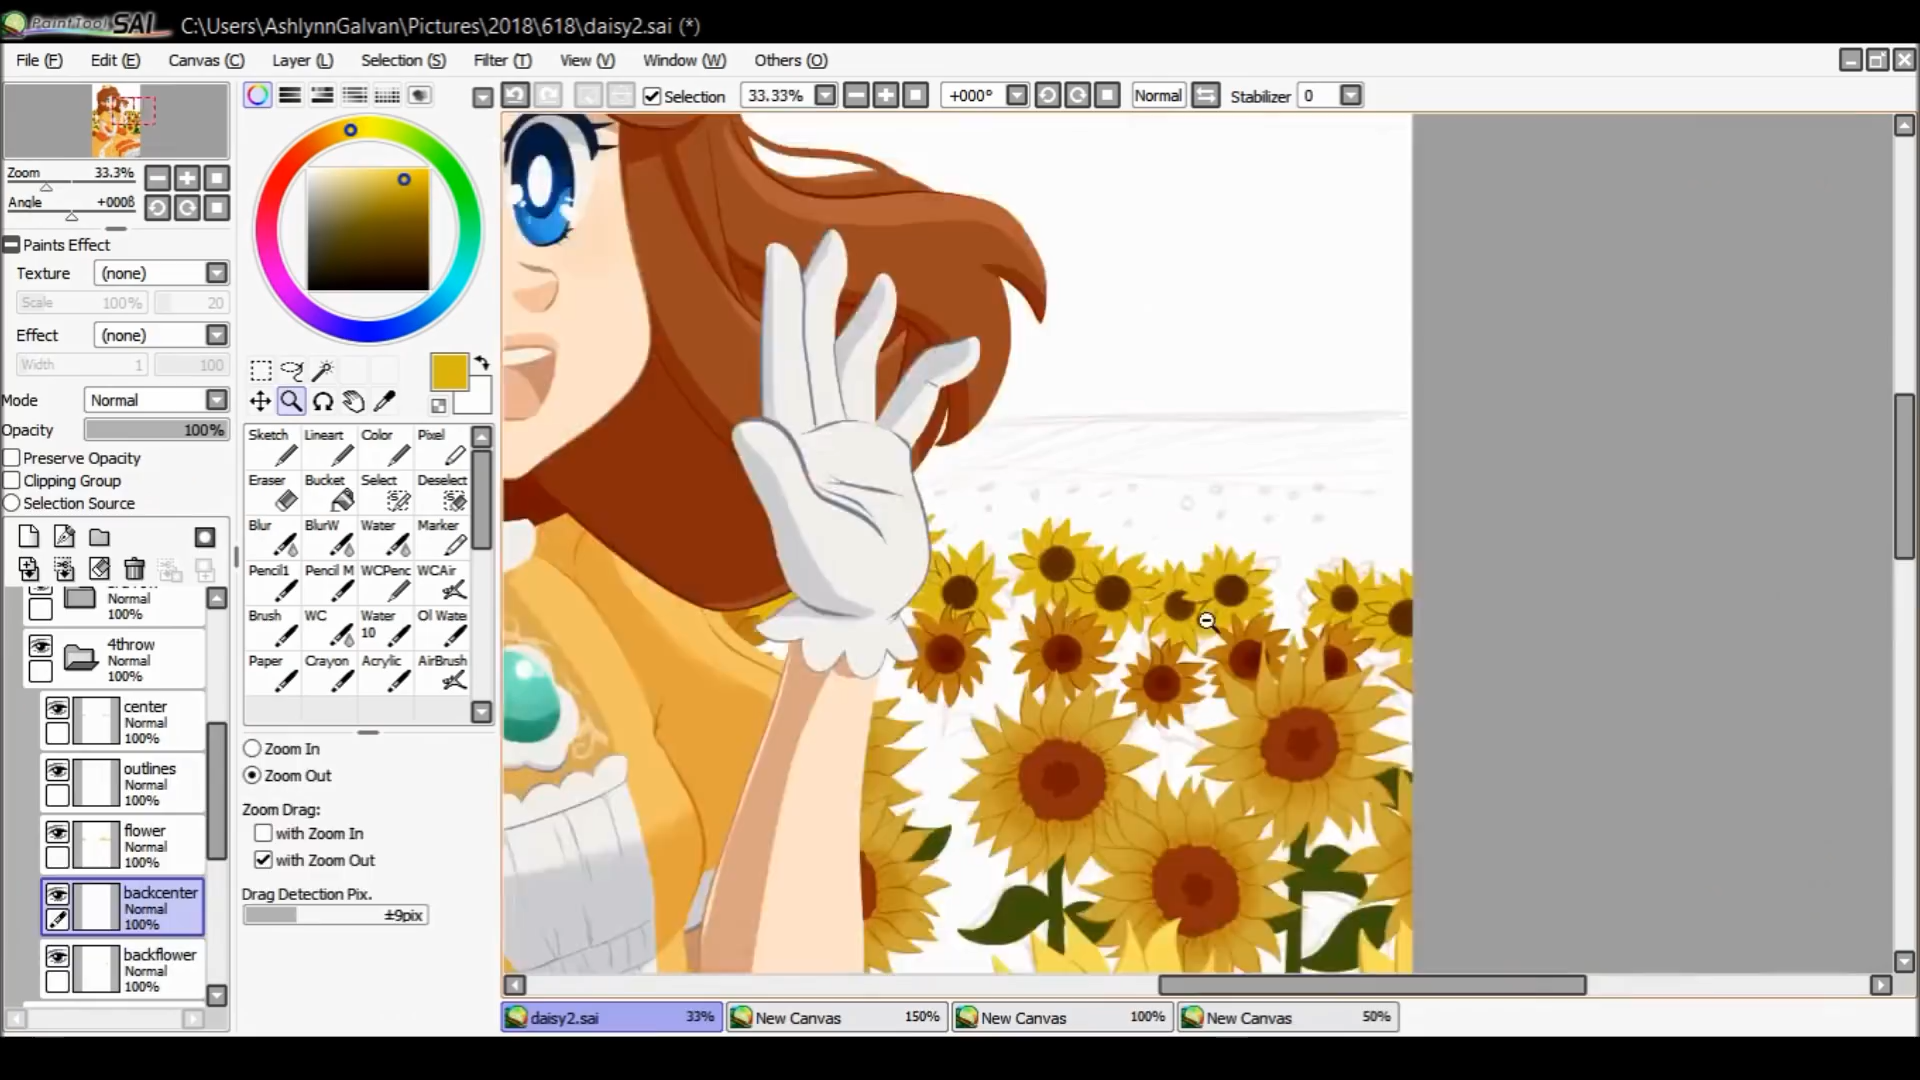 PaintTool SAI C:\Users\AshlynnGalvan\Pictures\2018\618\daisy2.sai (*)
File (F) Edit (E) Canvas (C) Layer (L) Selection (S) Filter (T) View (V) Window (W) Others (O)
Selection 33.33% +000° Normal Stabilizer 0
Zoom 33.3%
Angle +000ß
Paints Effect
Texture (none)
Scale 100% 20
Effect (none)
Width 1 100
Mode Normal
Opacity 100%
Preserve Opacity
Clipping Group
Selection Source
Normal
100%
4throw
Normal
100%
center
Normal
100%
outlines
Normal
100%
flower
Normal
100%
backcenter
Normal
100%
backflower
Normal
100%
Sketch Lineart Color Pixel
Eraser Bucket Select Deselect
Blur BlurW Water Marker
Pencil1 Pencil M WCPenc WCAir
Brush WC Water 10 Ol Wate
Paper Crayon Acrylic AirBrush
Zoom In
Zoom Out
Zoom Drag:
with Zoom In
with Zoom Out
Drag Detection Pix.
±9pix
daisy2.sai 33% New Canvas 150% New Canvas 100% New Canvas 50%